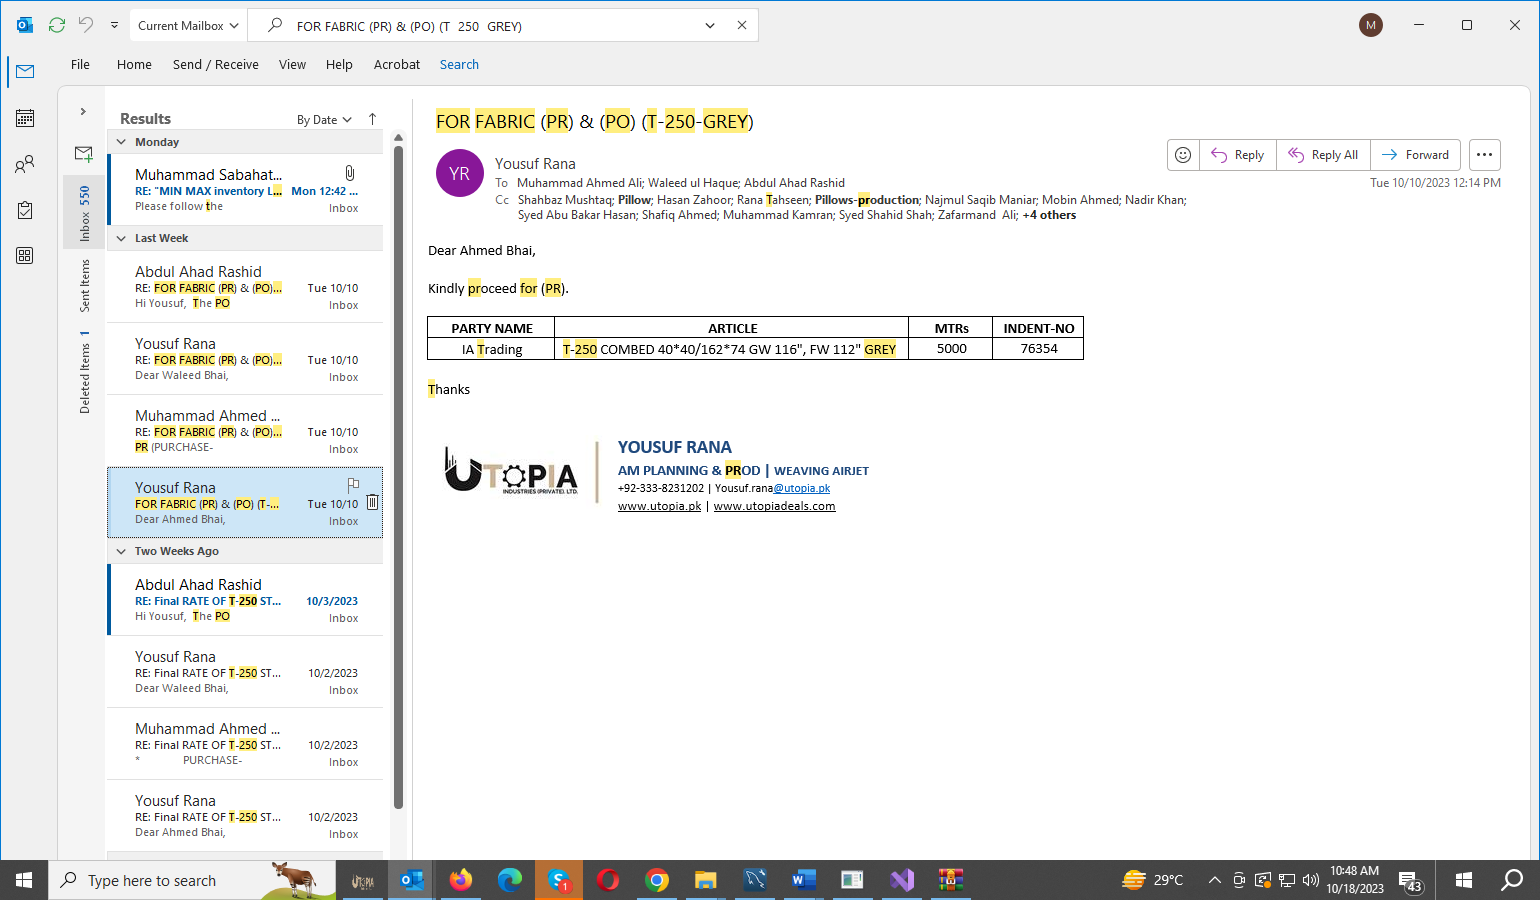 Current Mailbox
FOR FABRIC (PR) & (PO) (T 250 GREY)
M
File Home Send / Receive View Help Acrobat Search
Inbox 550
Sent Items
Deleted Items 1
Results
By Date
Monday
Muhammad Sabahat...
RE: "MIN MAX inventory L... Mon 12:42 ...
Please follow the Inbox
Last Week
Abdul Ahad Rashid
RE: FOR FABRIC (PR) & (PO)... Tue 10/10
Hi Yousuf, The PO Inbox
Yousuf Rana
RE: FOR FABRIC (PR) & (PO)... Tue 10/10
Dear Waleed Bhai, Inbox
Muhammad Ahmed ...
RE: FOR FABRIC (PR) & (PO)... Tue 10/10
PR (PURCHASE- Inbox
Yousuf Rana
FOR FABRIC (PR) & (PO) (T-... Tue 10/10
Dear Ahmed Bhai, Inbox
Two Weeks Ago
Abdul Ahad Rashid
RE: Final RATE OF T-250 ST... 10/3/2023
Hi Yousuf, The PO Inbox
Yousuf Rana
RE: Final RATE OF T-250 ST... 10/2/2023
Dear Waleed Bhai, Inbox
Muhammad Ahmed ...
RE: Final RATE OF T-250 ST... 10/2/2023
* PURCHASE- Inbox
Yousuf Rana
RE: Final RATE OF T-250 ST... 10/2/2023
Dear Ahmed Bhai, Inbox
FOR FABRIC (PR) & (PO) (T-250-GREY)
YR
Yousuf Rana
Reply Reply All Forward
To Muhammad Ahmed Ali; Waleed ul Haque; Abdul Ahad Rashid
Tue 10/10/2023 12:14 PM
Cc Shahbaz Mushtaq; Pillow; Hasan Zahoor; Rana Tahseen; Pillows-production; Najmul Saqib Maniar; Mobin Ahmed; Nadir Khan;
Syed Abu Bakar Hasan; Shafiq Ahmed; Muhammad Kamran; Syed Shahid Shah; Zafarmand Ali; +4 others
Dear Ahmed Bhai,
Kindly proceed for (PR).
PARTY NAME ARTICLE MTRs INDENT-NO
IA Trading T-250 COMBED 40*40/162*74 GW 116", FW 112" GREY 5000 76354
Thanks
UTOPIA
INDUSTRIES (PRIVATE). LTD.
YOUSUF RANA
AM PLANNING & PROD | WEAVING AIRJET
+92-333-8231202 | Yousuf.rana@utopia.pk
www.utopia.pk | www.utopiadeals.com
Type here to search
UTOPIA
1
29°C
10:48 AM
10/18/2023
43